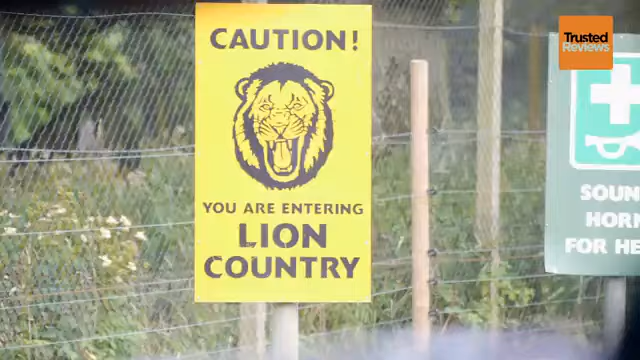 CAUTION!
YOU ARE ENTERING
LION
COUNTRY
Trusted
Reviews
SOUN
HORN
FOR HE